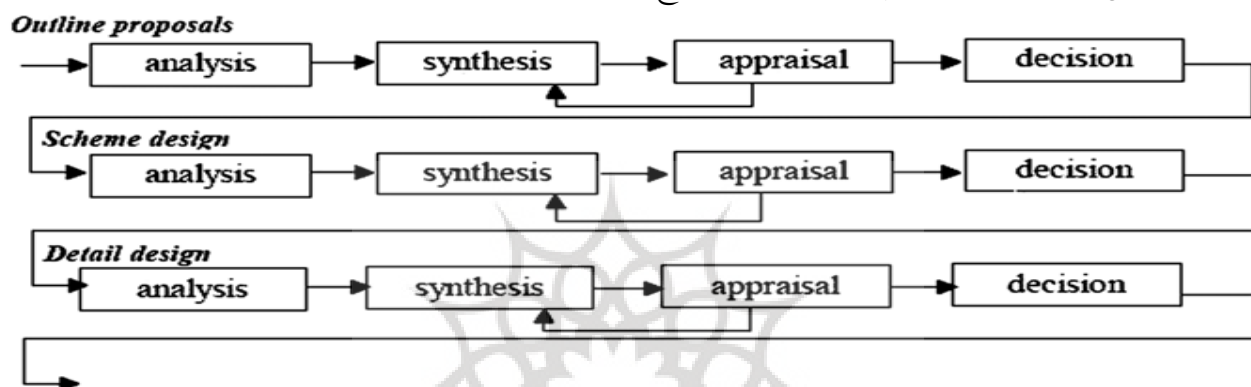 Outline proposals
analysis synthesis appraisal decision
Scheme design
analysis synthesis appraisal decision
Detail design
analysis synthesis appraisal decision